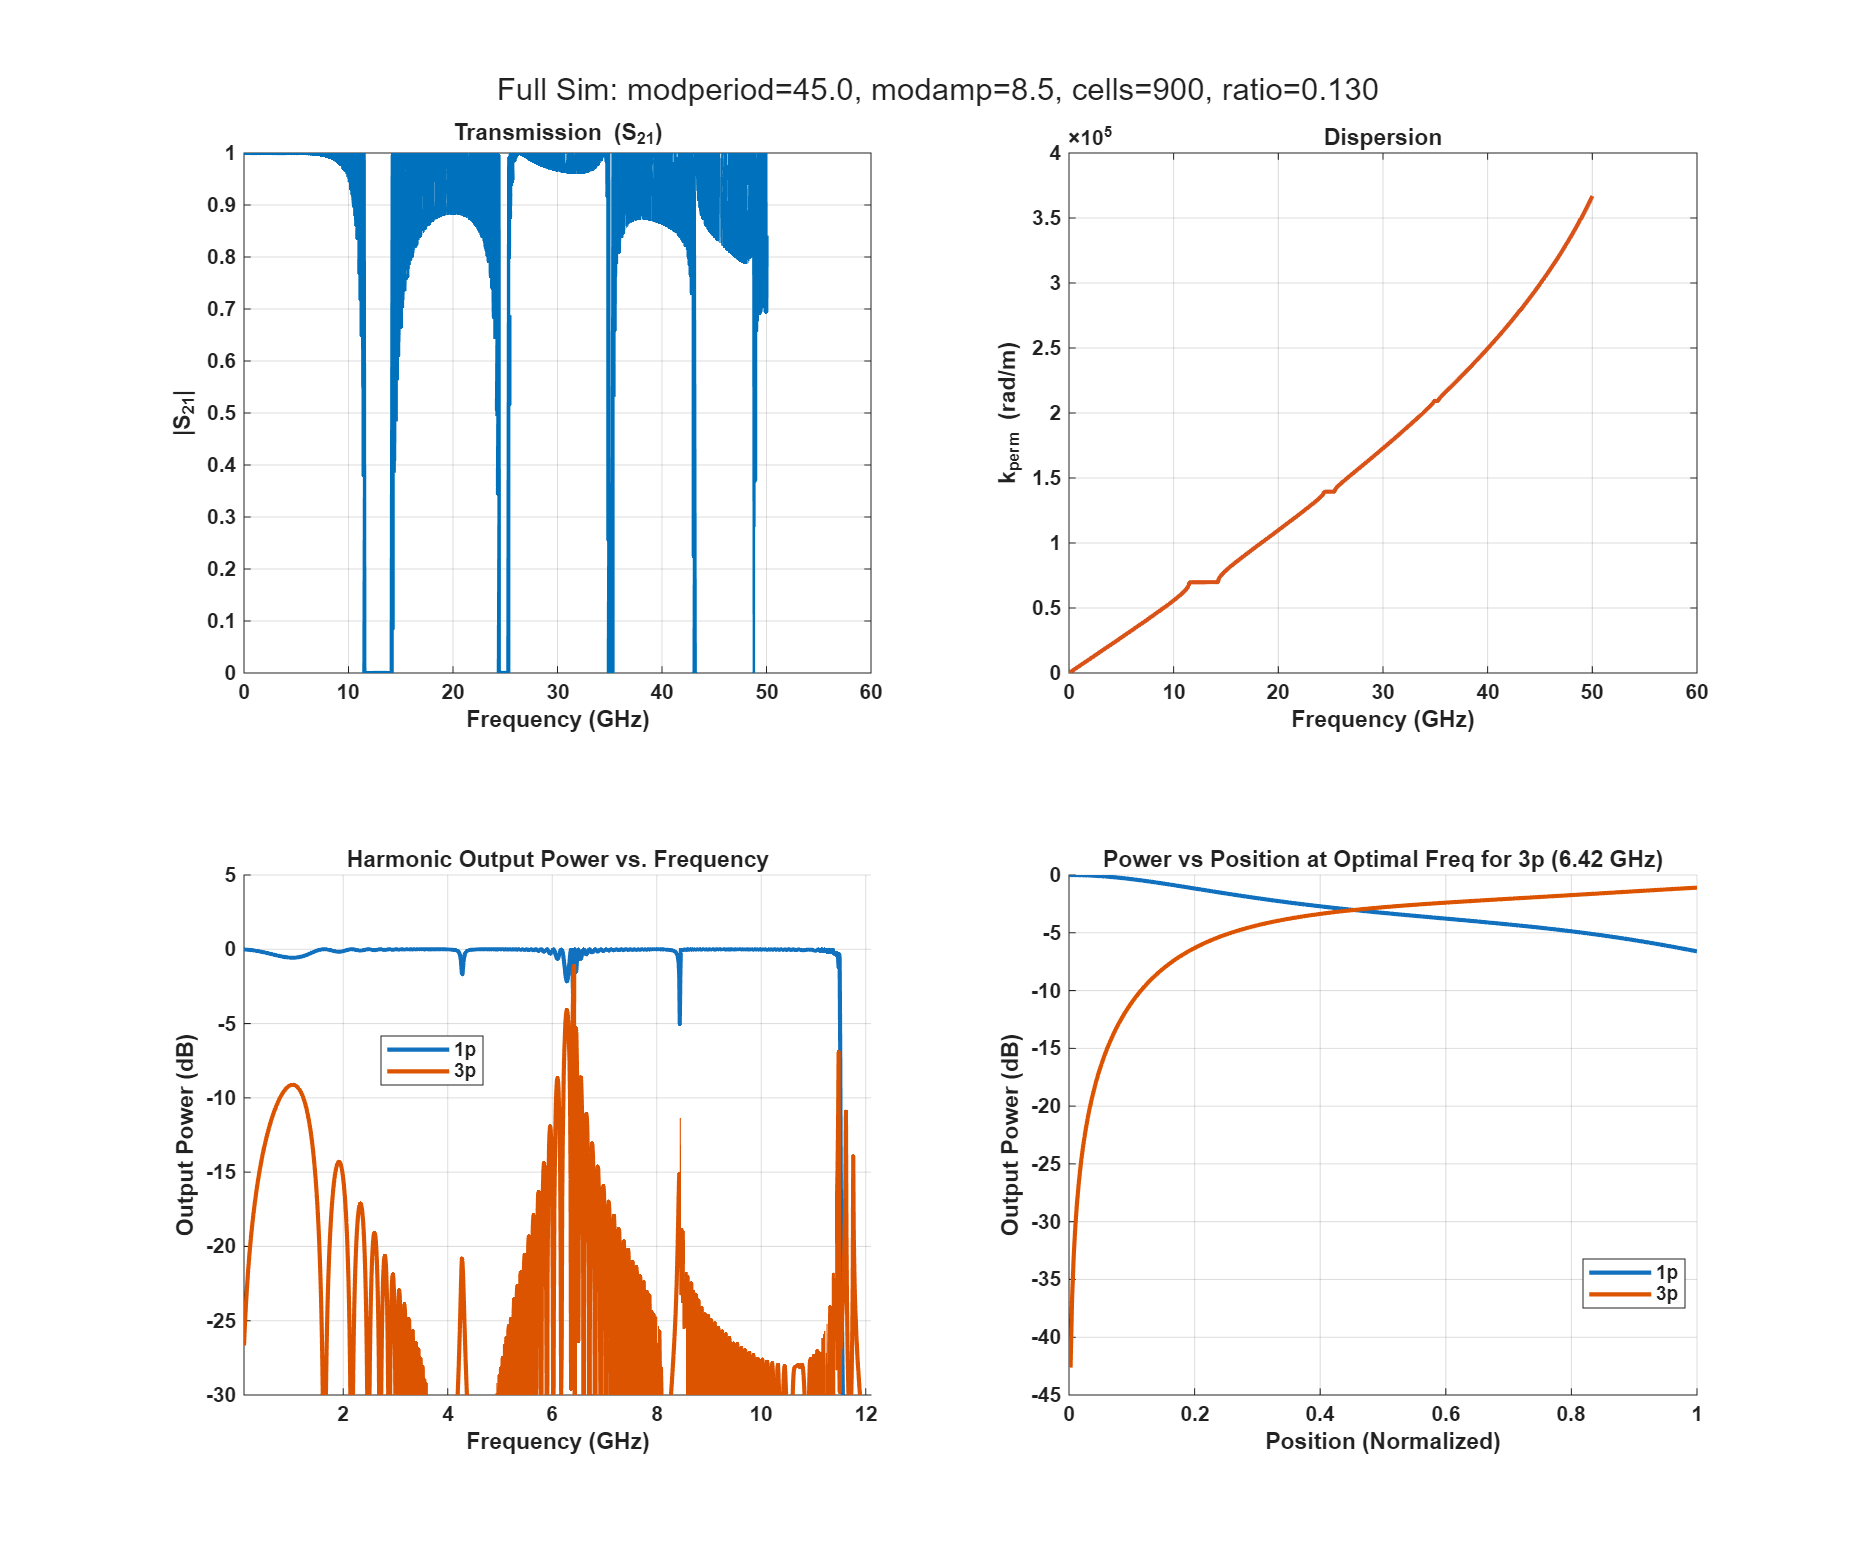 Full Sim: modperiod=45.0, modamp=8.5, cells=900, ratio=0.130
Transmission (S21)
1
0.9
0.8
0.7
0.6
0.5
0.4
0.3
0.2
0.1
0
|S21|
0 10 20 30 40 50 60
Frequency (GHz)
×10^5
Dispersion
4
3.5
3
2.5
2
1.5
1
0.5
0
kperm (rad/m)
0 10 20 30 40 50 60
Frequency (GHz)
Harmonic Output Power vs. Frequency
5
0
-5
-10
-15
-20
-25
-30
Output Power (dB)
1p
3p
2 4 6 8 10 12
Frequency (GHz)
Power vs Position at Optimal Freq for 3p (6.42 GHz)
0
-5
-10
-15
-20
-25
-30
-35
-40
-45
Output Power (dB)
1p
3p
0 0.2 0.4 0.6 0.8 1
Position (Normalized)